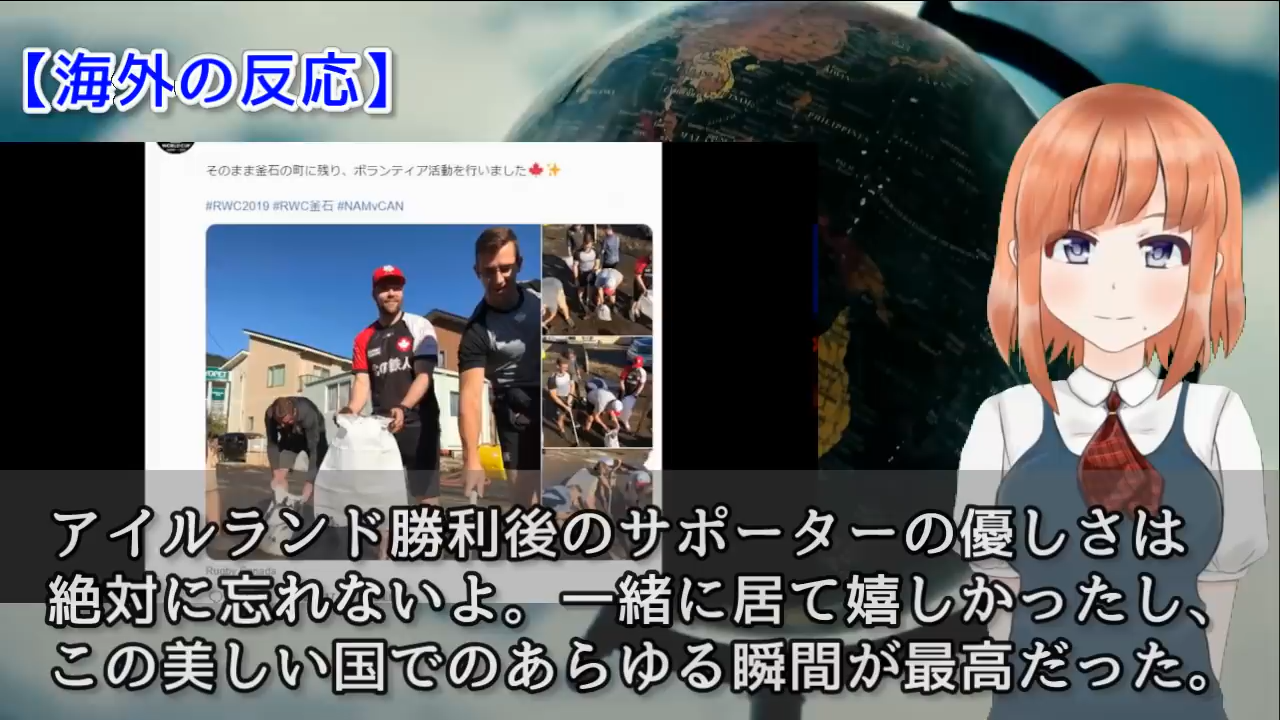 【海外の反応】
そのまま釜石の町に残り、ボランティア活動を行いました🍁✨
#RWC2019 #RWC釜石 #NAMvCAN
PHILIPPINE
Rugby Canada
アイルランド勝利後のサポーターの優しさは
絶対に忘れないよ。一緒に居て嬉しかったし、
この美しい国でのあらゆる瞬間が最高だった。